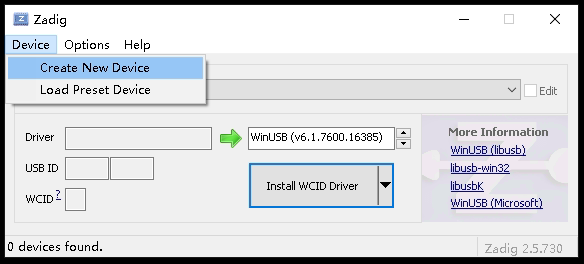 Zadig
Device Options Help
Create New Device
Load Preset Device
Edit
Driver
WinUSB (v6.1.7600.16385)
More Information
WinUSB (libusb)
libusb-win32
libusbK
WinUSB (Microsoft)
USB ID
WCID ?
Install WCID Driver
0 devices found.
Zadig 2.5.730